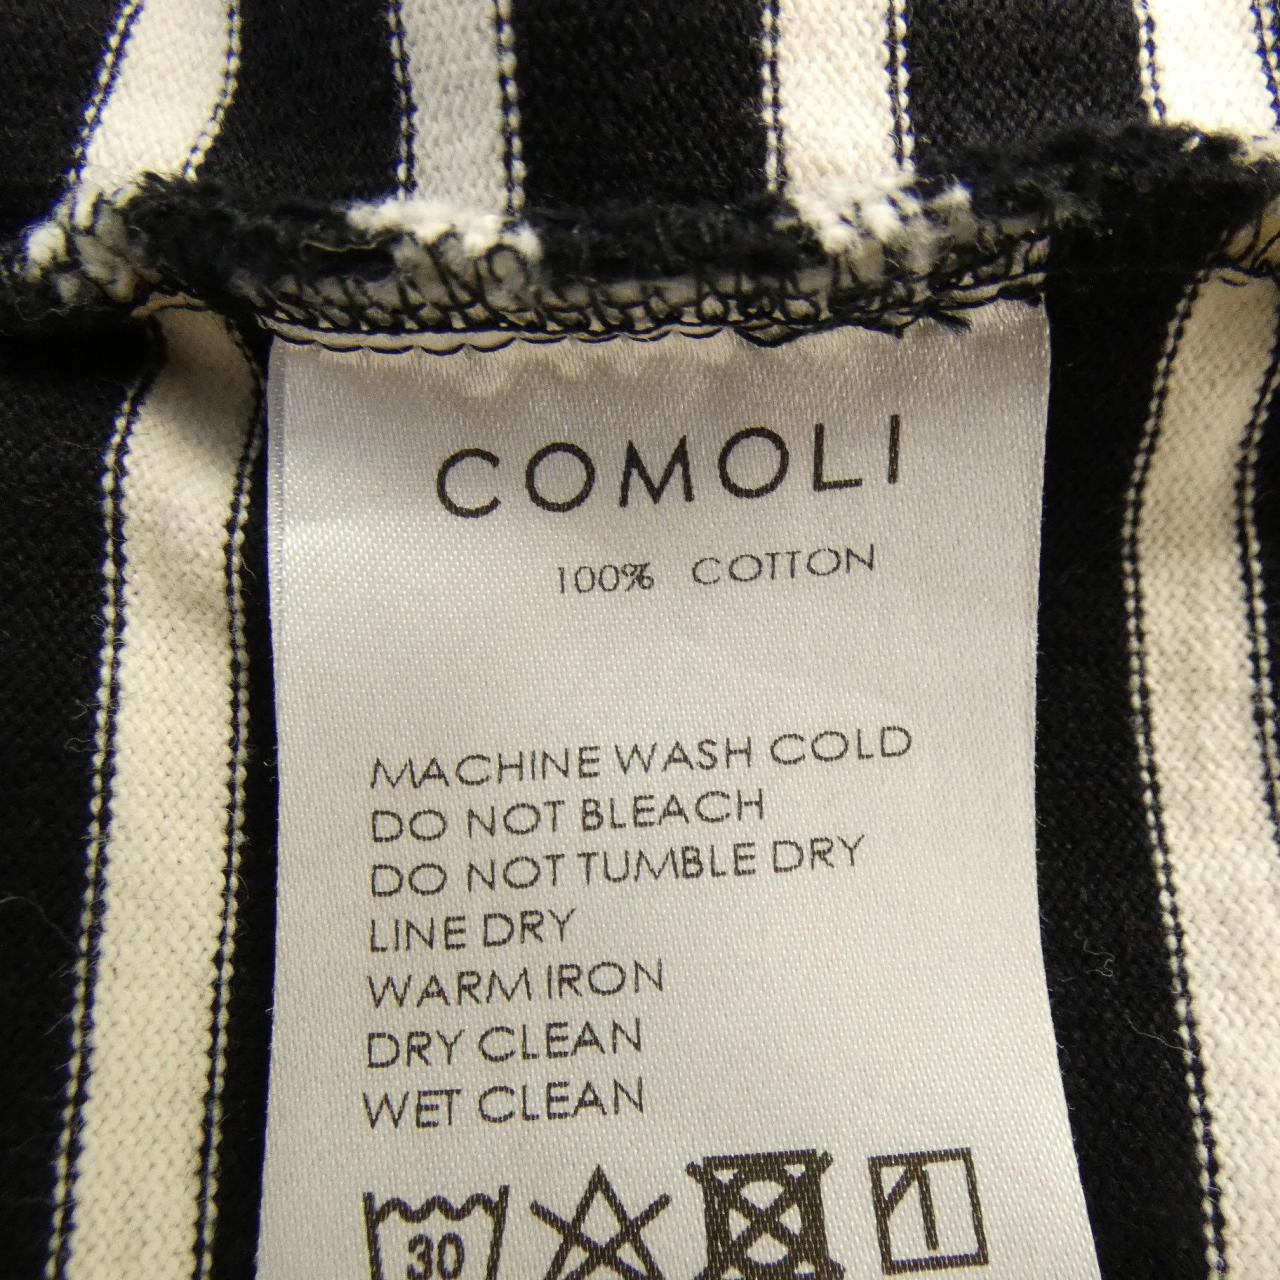 COMOLI
100% COTTON
MACHINE WASH COLD
DO NOT BLEACH
DO NOT TUMBLE DRY
LINE DRY
WARM IRON
DRY CLEAN
WET CLEAN
30